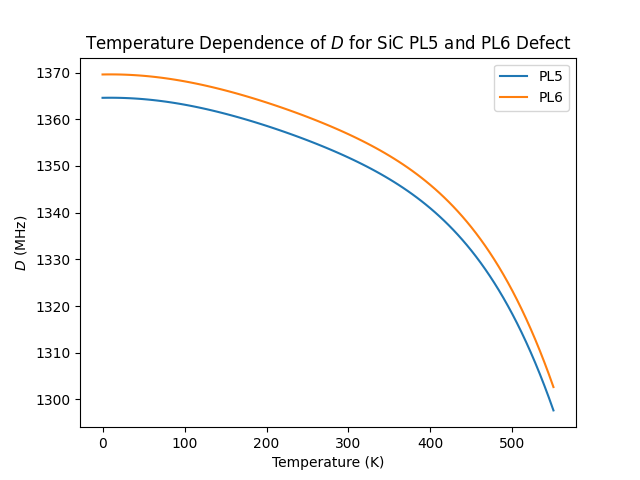 Temperature Dependence of D for SiC PL5 and PL6 Defect
PL5
PL6
1370
1360
1350
1340
1330
1320
1310
1300
D (MHz)
0 100 200 300 400 500
Temperature (K)